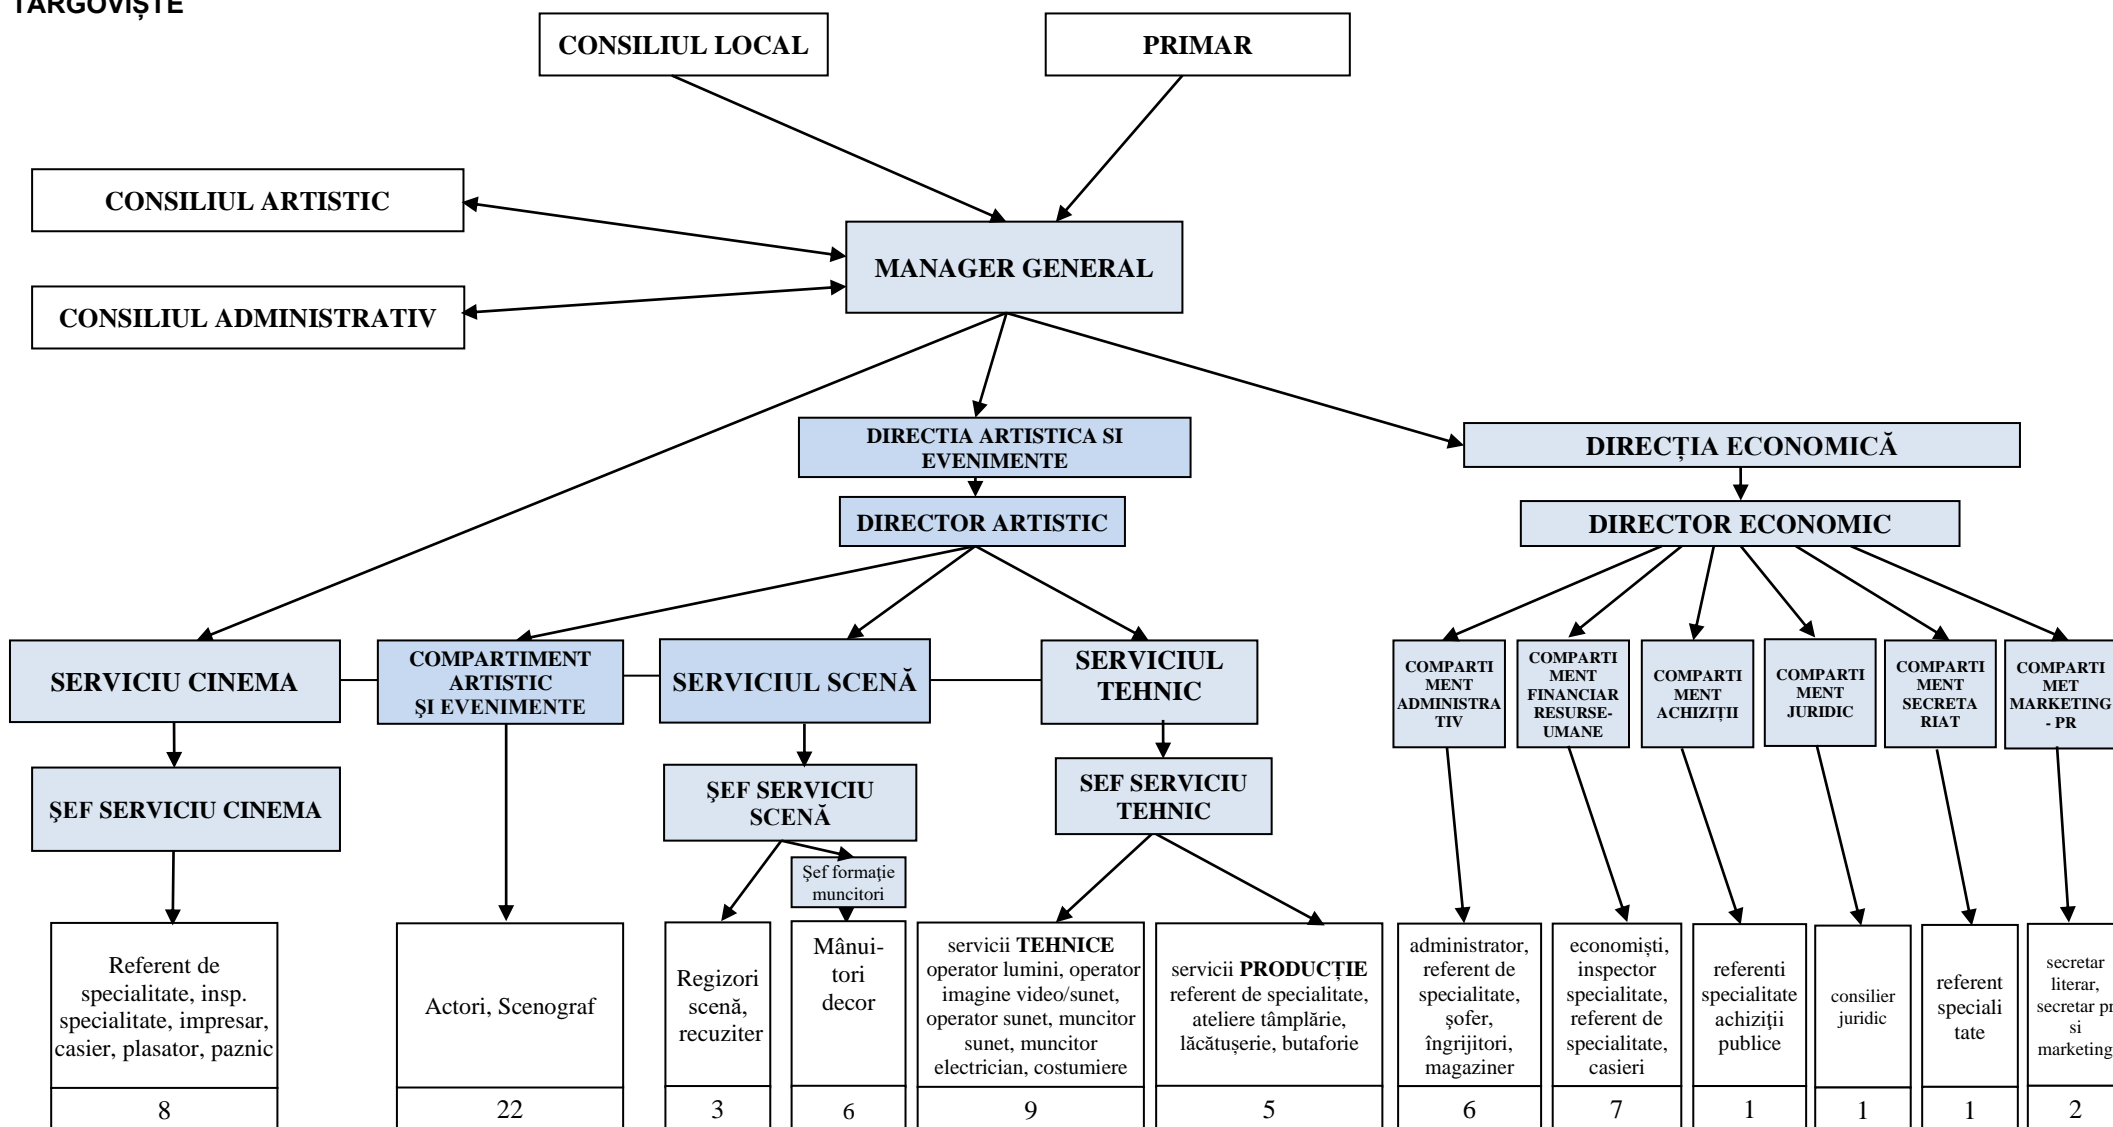 TÂRGOVIȘTE
CONSILIUL LOCAL
PRIMAR
CONSILIUL ARTISTIC
MANAGER GENERAL
CONSILIUL ADMINISTRATIV
DIRECTIA ARTISTICA SI
EVENIMENTE
DIRECȚIA ECONOMICĂ
DIRECTOR ARTISTIC
DIRECTOR ECONOMIC
SERVICIU CINEMA
COMPARTIMENT
ARTISTIC
ŞI EVENIMENTE
SERVICIUL SCENĂ
SERVICIUL
TEHNIC
COMPARTI
MENT
ADMINISTRA
TIV
COMPARTI
MENT
FINANCIAR
RESURSE-
UMANE
COMPARTI
MENT
ACHIZIȚII
COMPARTI
MENT
JURIDIC
COMPARTI
MENT
SECRETA
RIAT
COMPARTI
MET
MARKETING
- PR
ŞEF SERVICIU CINEMA
ŞEF SERVICIU
SCENĂ
SEF SERVICIU
TEHNIC
Şef formaţie
muncitori
Referent de
specialitate, insp.
specialitate, impresar,
casier, plasator, paznic
8
Actori, Scenograf
22
Regizori
scenă,
recuziter
3
Mânui-
tori
decor
6
servicii TEHNICE
operator lumini, operator
imagine video/sunet,
operator sunet, muncitor
sunet, muncitor
electrician, costumiere
9
servicii PRODUCȚIE
referent de specialitate,
ateliere tâmplărie,
lăcătușerie, butaforie
5
administrator,
referent de
specialitate,
şofer,
îngrijitori,
magaziner
6
economiști,
inspector
specialitate,
referent de
specialitate,
casieri
7
referenti
specialitate
achiziţii
publice
1
consilier
juridic
1
referent
speciali
tate
1
secretar
literar,
secretar pr
si
marketing
2